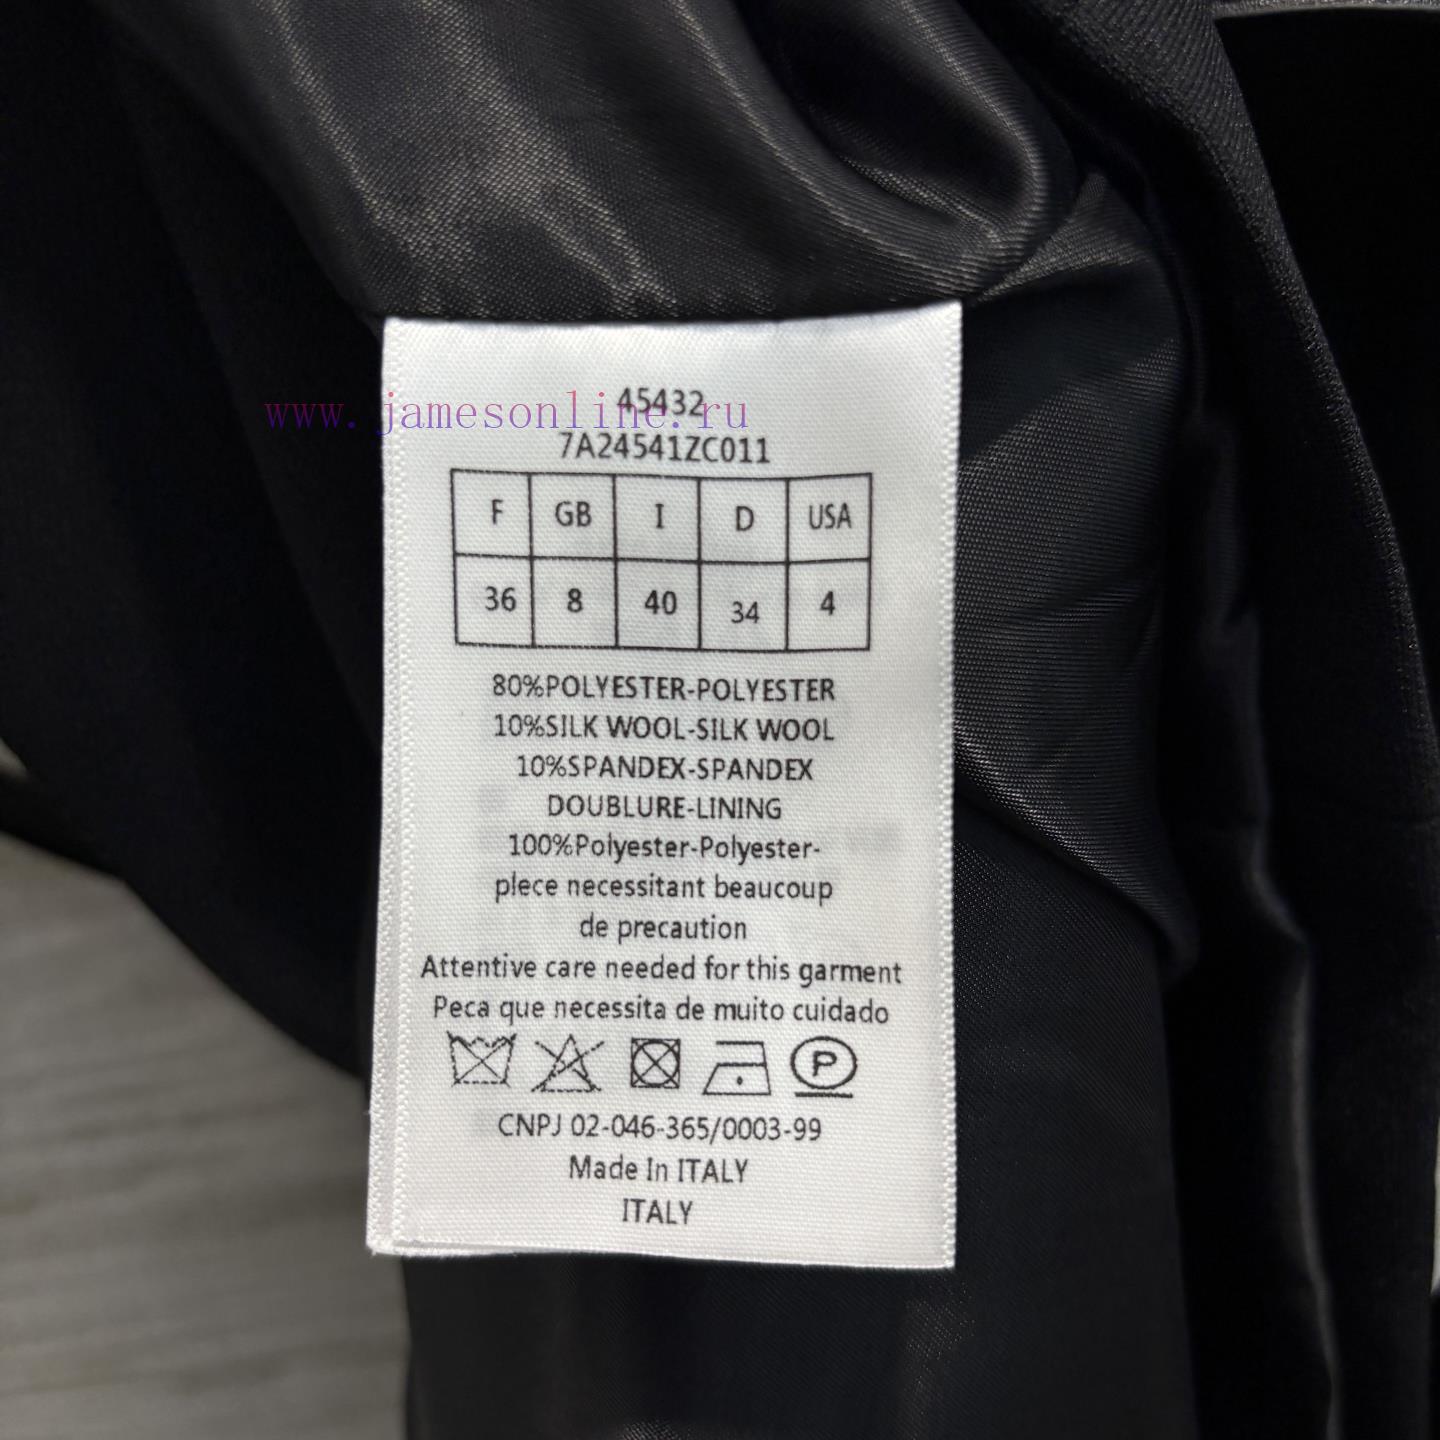 45432
www.jamesonline.ru
7A24541ZC011
F GB I D USA
36 8 40 34 4
80%POLYESTER-POLYESTER
10%SILK WOOL-SILK WOOL
10%SPANDEX-SPANDEX
DOUBLURE-LINING
100%Polyester-Polyester-
plece necessitant beaucoup
de precaution
Attentive care needed for this garment
Peca que necessita de muito cuidado
P
CNPJ 02-046-365/0003-99
Made In ITALY
ITALY